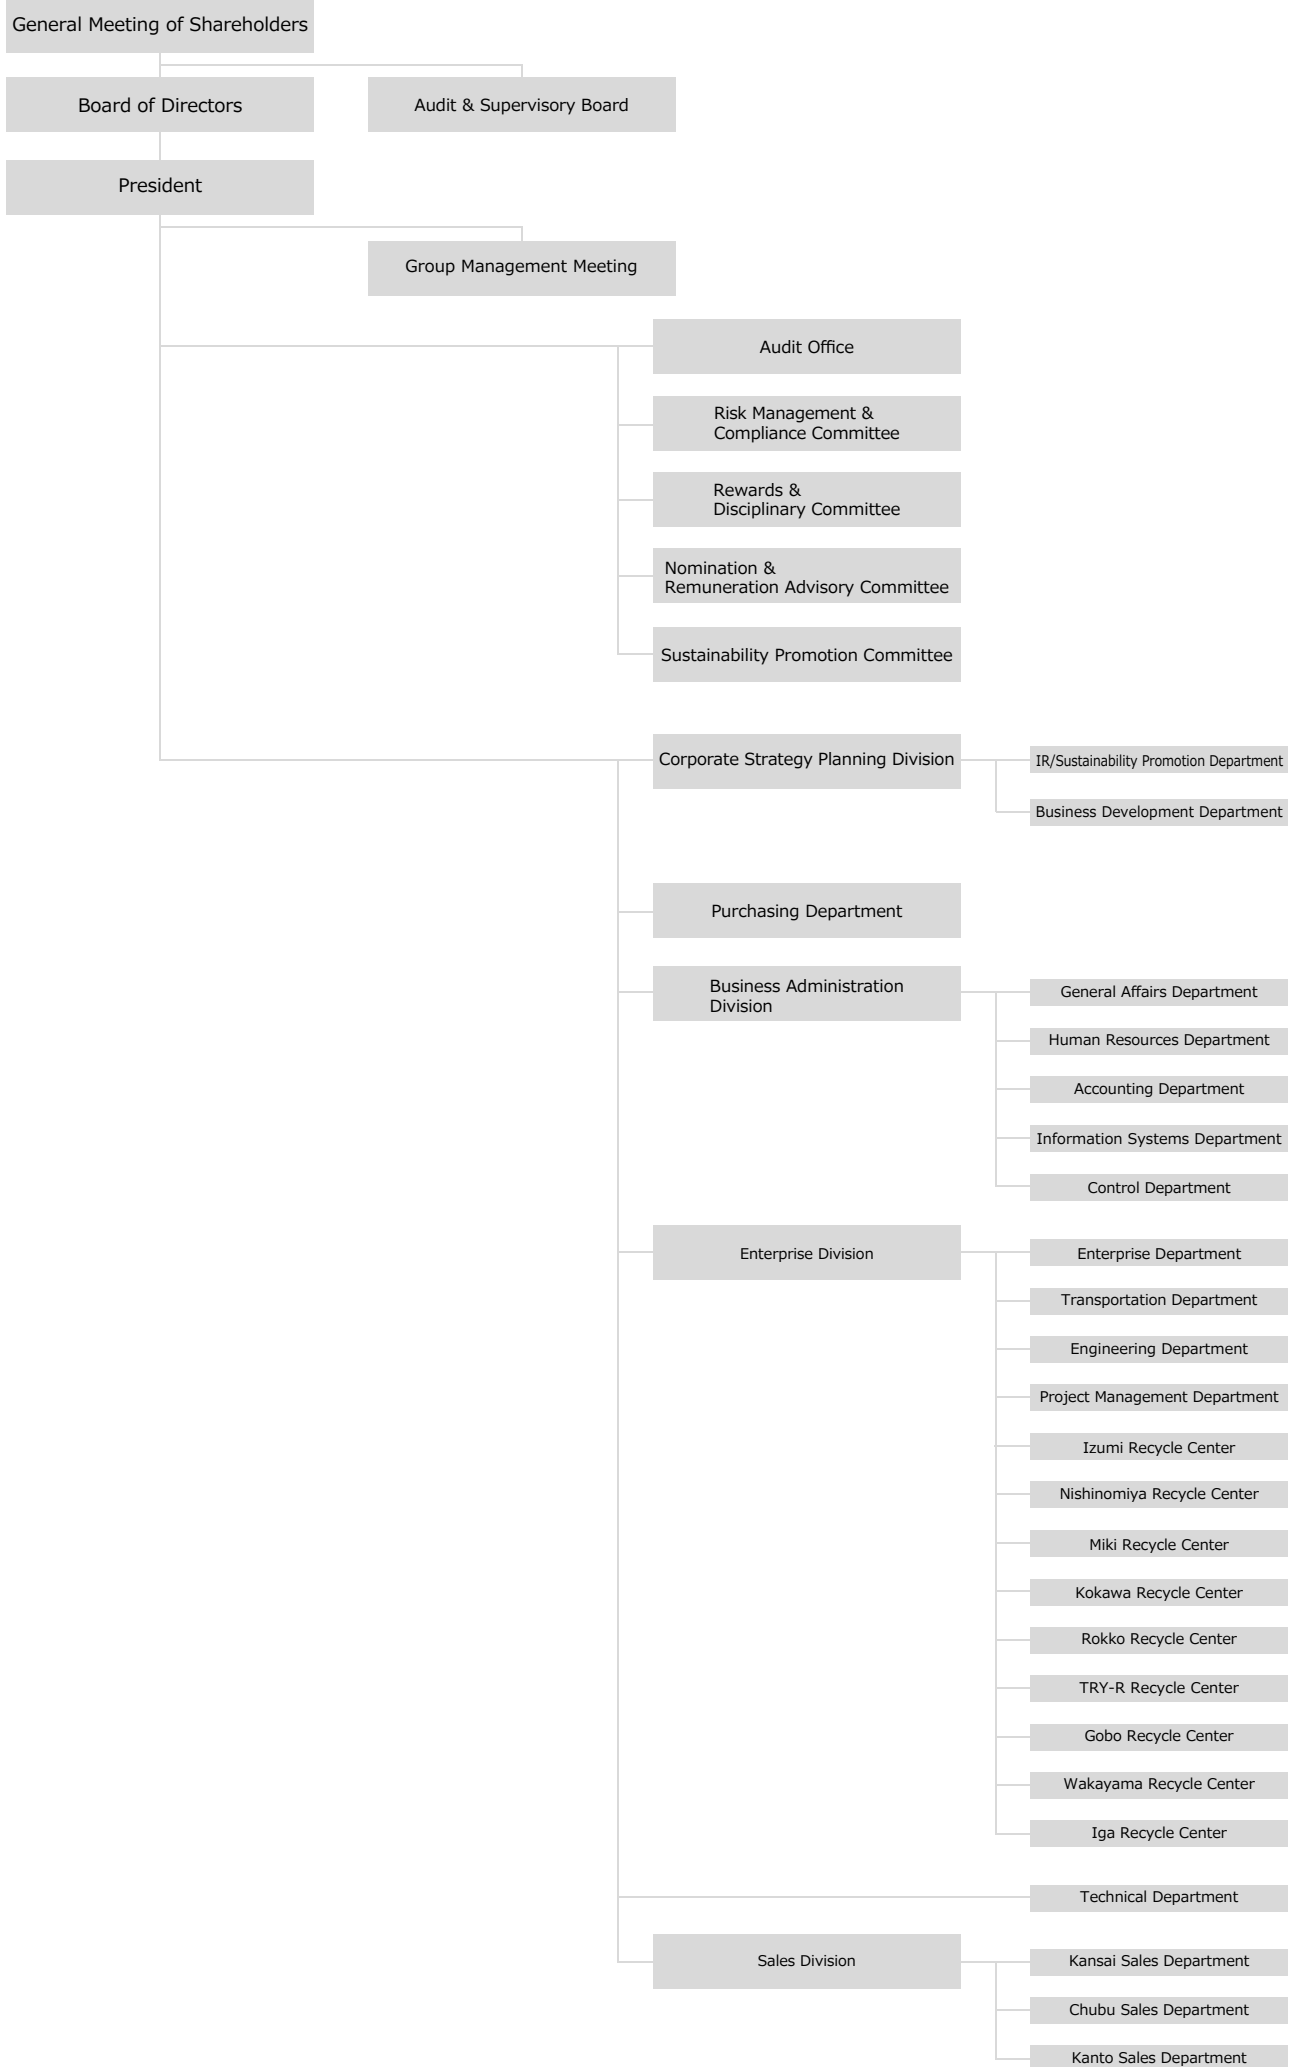 General Meeting of Shareholders
Board of Directors
Audit & Supervisory Board
President
Group Management Meeting
Audit Office
Risk Management &
Compliance Committee
Rewards &
Disciplinary Committee
Nomination &
Remuneration Advisory Committee
Sustainability Promotion Committee
Corporate Strategy Planning Division
IR/Sustainability Promotion Department
Business Development Department
Purchasing Department
Business Administration
Division
General Affairs Department
Human Resources Department
Accounting Department
Information Systems Department
Control Department
Enterprise Division
Enterprise Department
Transportation Department
Engineering Department
Project Management Department
Izumi Recycle Center
Nishinomiya Recycle Center
Miki Recycle Center
Kokawa Recycle Center
Rokko Recycle Center
TRY-R Recycle Center
Gobo Recycle Center
Wakayama Recycle Center
Iga Recycle Center
Technical Department
Sales Division
Kansai Sales Department
Chubu Sales Department
Kanto Sales Department